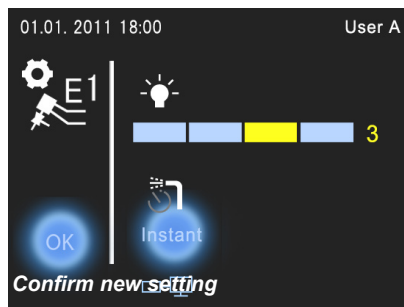 01.01. 2011 18:00
User A
E1
3
Instant
OK
Confirm new setting